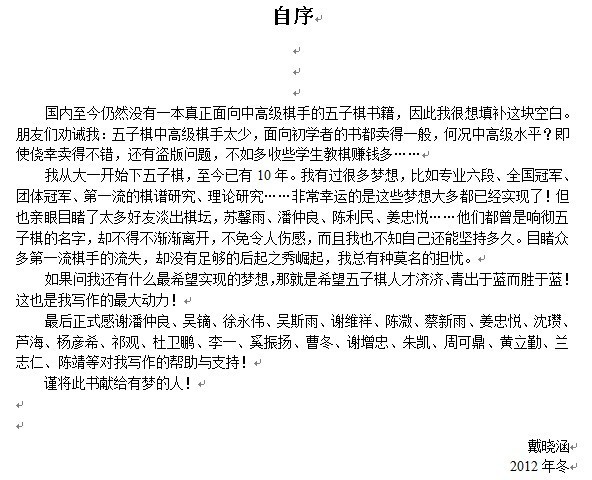 自序
国内至今仍然没有一本真正面向中高级棋手的五子棋书籍，因此我很想填补这块空白。
朋友们劝诫我：五子棋中高级棋手太少，面向初学者的书都卖得一般，何况中高级水平？即
使侥幸卖得不错，还有盗版问题，不如多收些学生教棋赚钱多……
我从大一开始下五子棋，至今已有 10 年。我有过很多梦想，比如专业六段、全国冠军、
团体冠军、第一流的棋谱研究、理论研究……非常幸运的是这些梦想大多都已经实现了！但
也亲眼目睹了太多好友淡出棋坛，苏馨雨、潘仲良、陈利民、姜忠悦……他们都曾是响彻五
子棋的名字，却不得不渐渐离开，不免令人伤感，而且我也不知自己还能坚持多久。目睹众
多第一流棋手的流失，却没有足够的后起之秀崛起，我总有种莫名的担忧。
如果问我还有什么最希望实现的梦想，那就是希望五子棋人才济济、青出于蓝而胜于蓝！
这也是我写作的最大动力！
最后正式感谢潘仲良、吴镝、徐永伟、吴斯雨、谢维祥、陈溦、蔡新雨、姜忠悦、沈瓒、
芦海、杨彦希、祁观、杜卫鹏、李一、奚振扬、曹冬、谢增忠、朱凯、周可鼎、黄立勤、兰
志仁、陈靖等对我写作的帮助与支持！
谨将此书献给有梦的人！
戴晓涵
2012 年冬